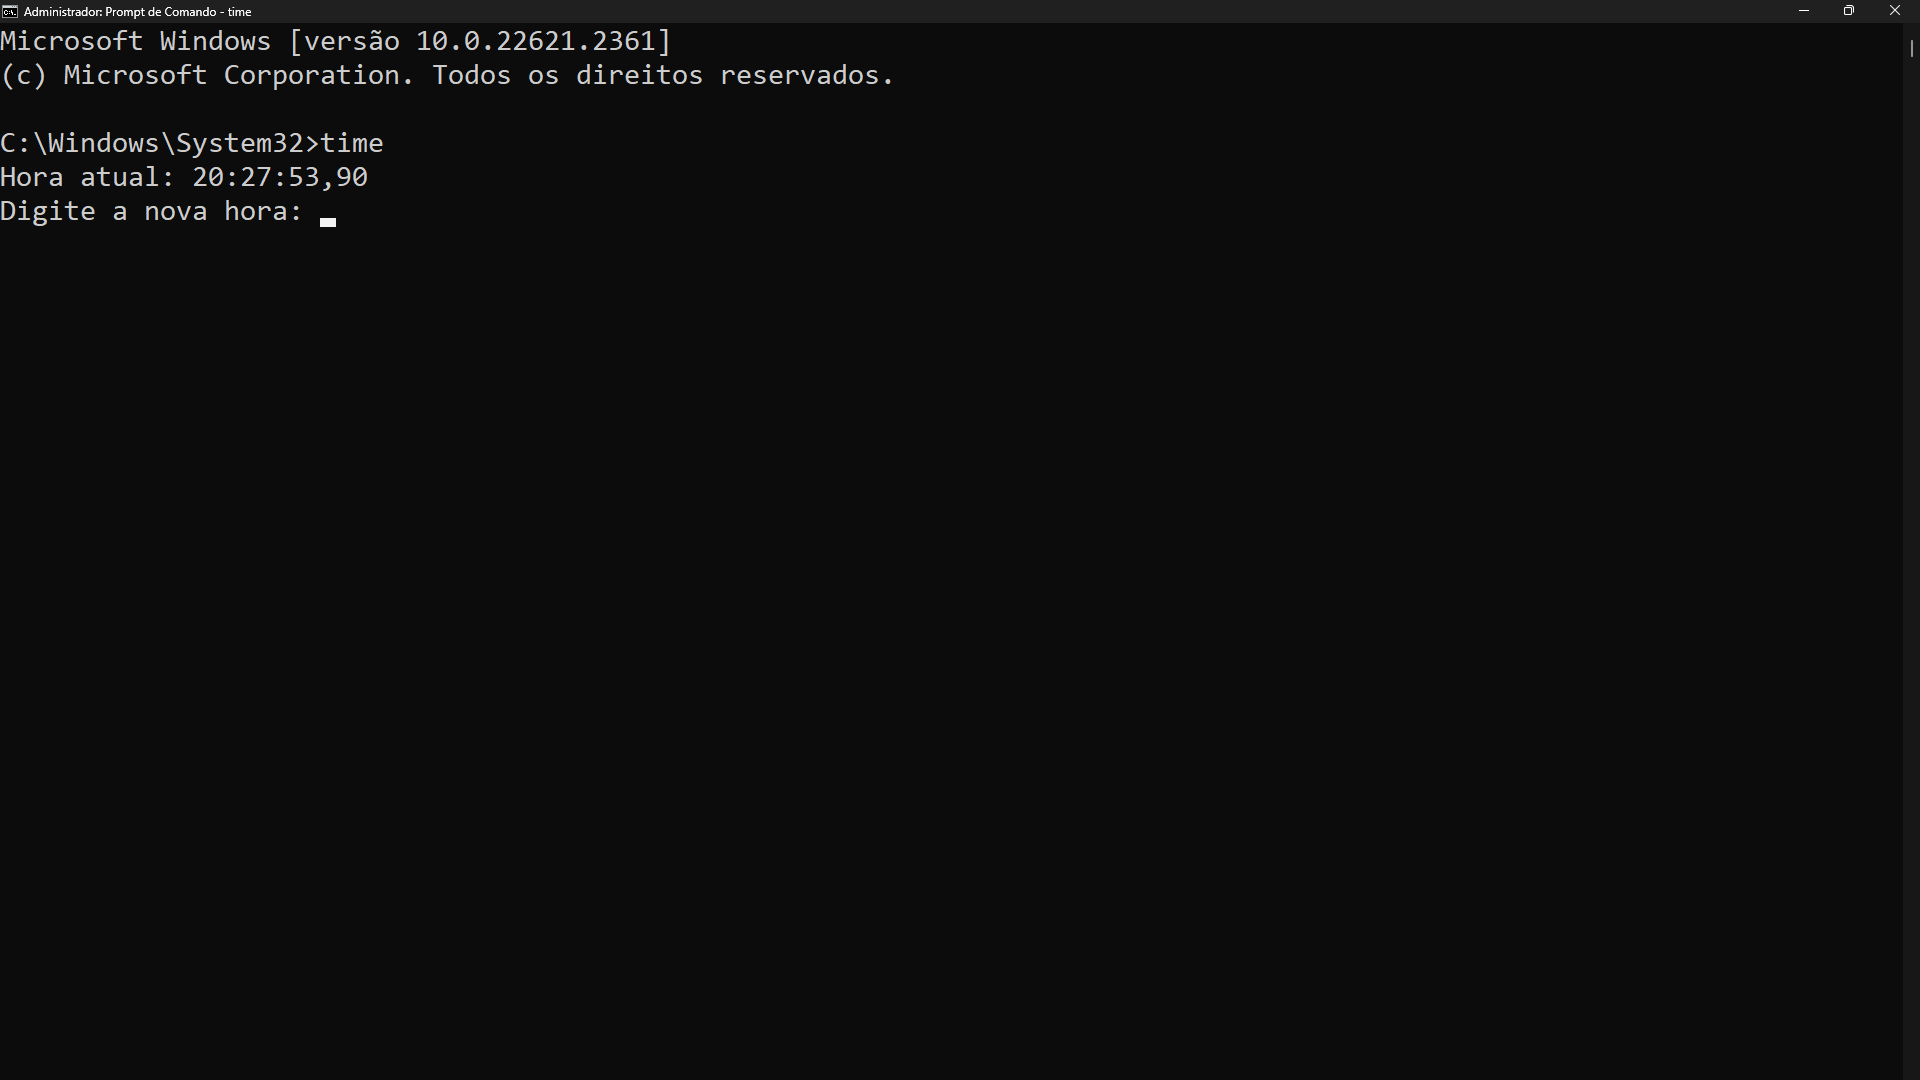 Administrador: Prompt de Comando - time
Microsoft Windows [versão 10.0.22621.2361]
(c) Microsoft Corporation. Todos os direitos reservados.
C:\Windows\System32>time
Hora atual: 20:27:53,90
Digite a nova hora: